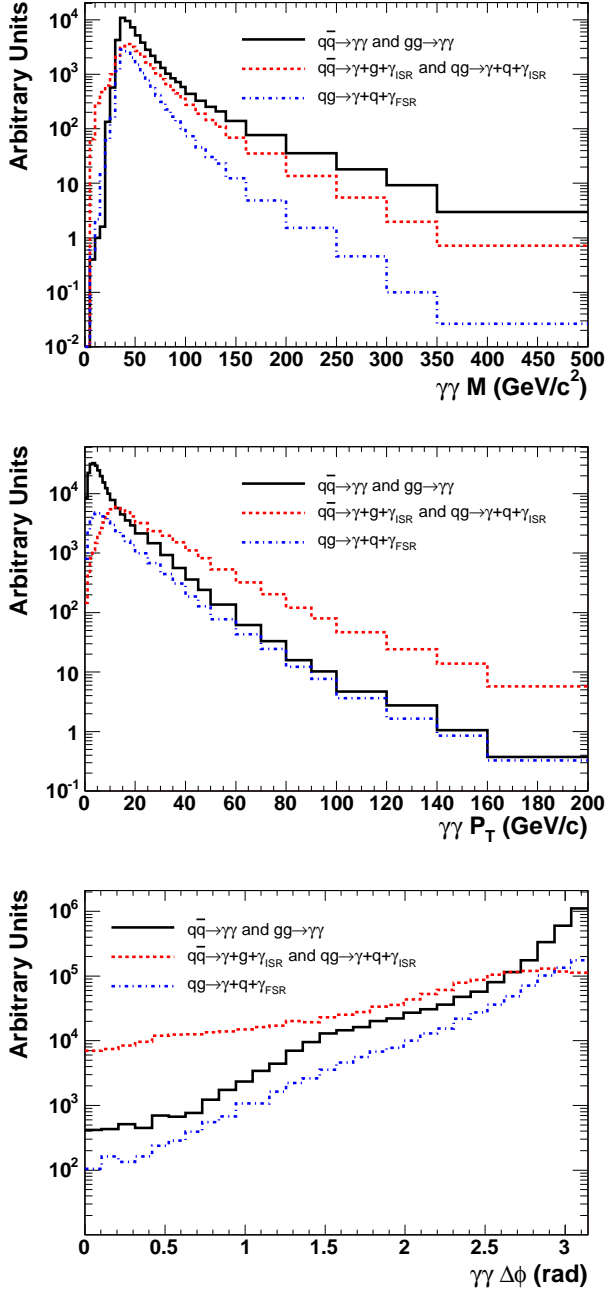 Arbitrary Units
10⁴
10³
10²
10
1
10⁻¹
10⁻²
qq̄→γγ and gg→γγ
qq̄→γ+g+γ_ISR and qg→γ+q+γ_ISR
qg→γ+q+γ_FSR
0 50 100 150 200 250 300 350 400 450 500
γγ M (GeV/c²)
Arbitrary Units
10⁴
10³
10²
10
1
10⁻¹
qq̄→γγ and gg→γγ
qq̄→γ+g+γ_ISR and qg→γ+q+γ_ISR
qg→γ+q+γ_FSR
0 20 40 60 80 100 120 140 160 180 200
γγ P_T (GeV/c)
Arbitrary Units
10⁶
10⁵
10⁴
10³
10²
qq̄→γγ and gg→γγ
qq̄→γ+g+γ_ISR and qg→γ+q+γ_ISR
qg→γ+q+γ_FSR
0 0.5 1 1.5 2 2.5 3
γγ Δϕ (rad)